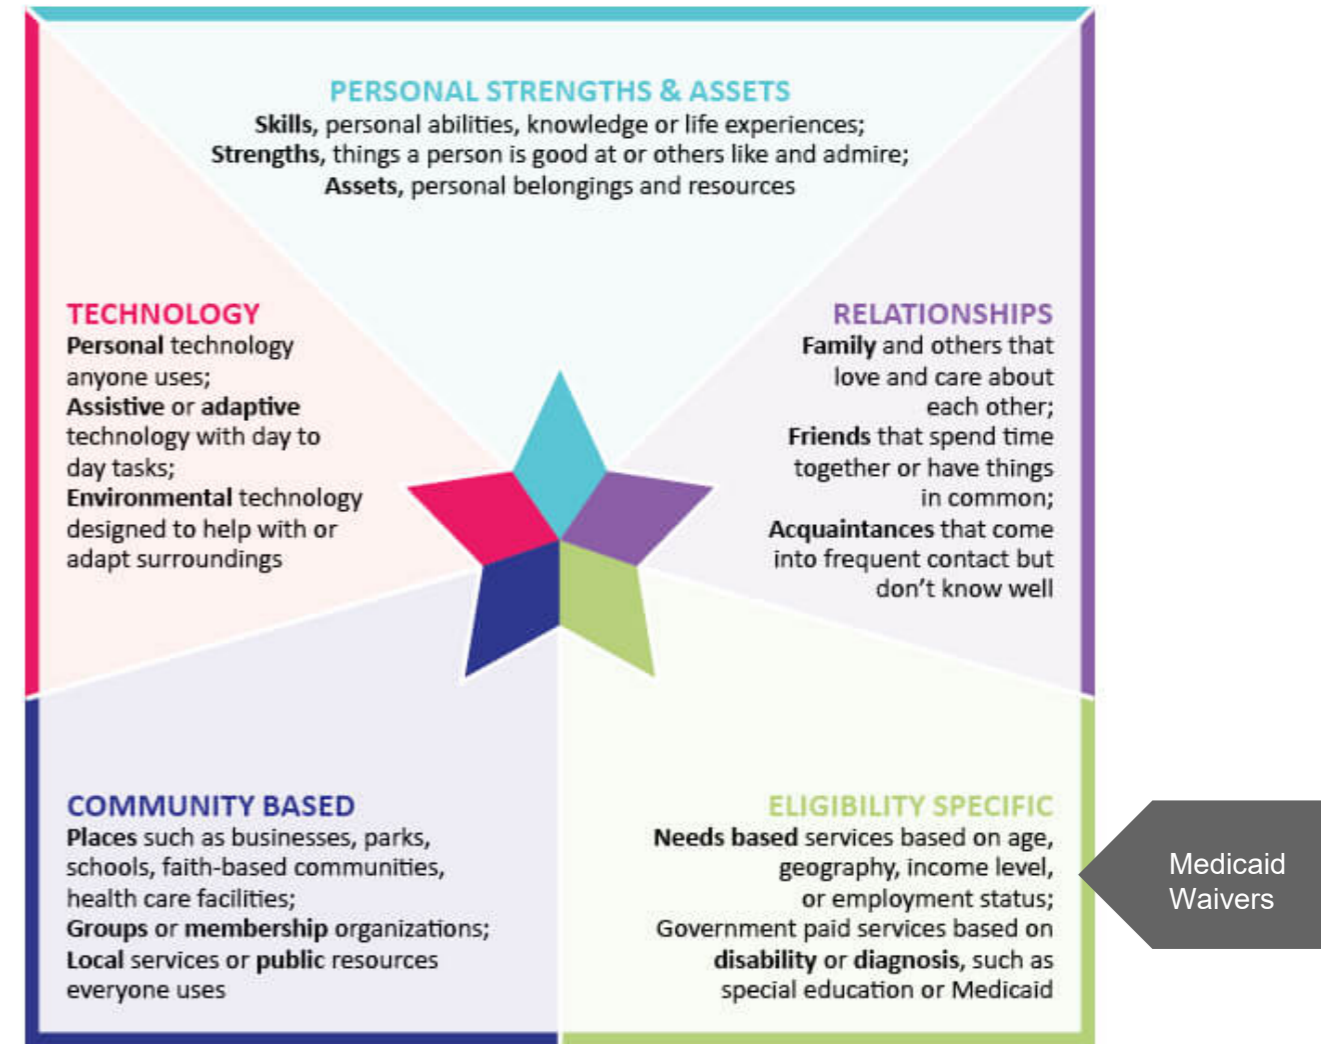 PERSONAL STRENGTHS & ASSETS
Skills, personal abilities, knowledge or life experiences;
Strengths, things a person is good at or others like and admire;
Assets, personal belongings and resources
TECHNOLOGY
Personal technology
anyone uses;
Assistive or adaptive
technology with day to
day tasks;
Environmental technology
designed to help with or
adapt surroundings
RELATIONSHIPS
Family and others that
love and care about
each other;
Friends that spend time
together or have things
in common;
Acquaintances that come
into frequent contact but
don't know well
COMMUNITY BASED
Places such as businesses, parks,
schools, faith-based communities,
health care facilities;
Groups or membership organizations;
Local services or public resources
everyone uses
ELIGIBILITY SPECIFIC
Needs based services based on age,
geography, income level,
or employment status;
Government paid services based on
disability or diagnosis, such as
special education or Medicaid
Medicaid
Waivers